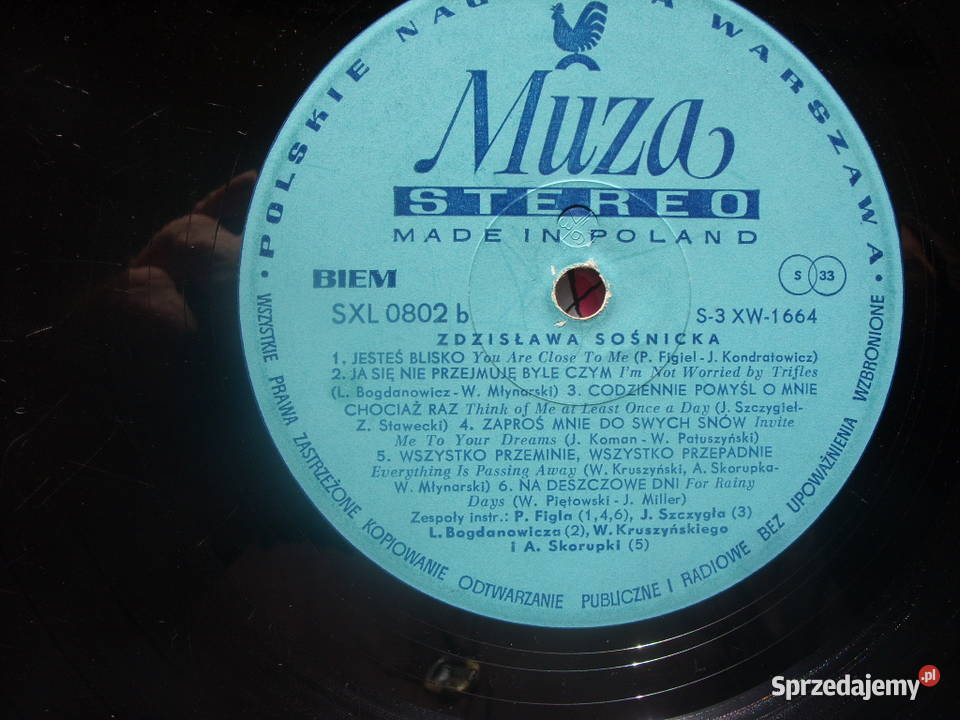 POLSKIE NAG A WARSZAWA
Muza
STEREO
MADE IN POLAND
BIEM
S 33
SXL 0802 b
S-3 XW-1664
ZDZISŁAWA SOŚNICKA
1. JESTEŚ BLISKO You Are Close To Me (P. Figiel - J. Kondratowicz)
2. JA SIĘ NIE PRZEJMUJĘ BYLE CZYM I'm Not Worried by Trifles
(L. Bogdanowicz - W. Młynarski) 3. CODZIENNIE POMYŚL O MNIE
CHOCIAŻ RAZ Think of Me at Least Once a Day (J. Szczygieł-
Z. Stawecki) 4. ZAPROŚ MNIE DO SWYCH SNÓW Invite
Me To Your Dreams (J. Koman - W. Patuszyński)
5. WSZYSTKO PRZEMINIE, WSZYSTKO PRZEPADNIE
Everything Is Passing Away (W. Kruszyński, A. Skorupka-
W. Młynarski) 6. NA DESZCZOWE DNI For Rainy
Days (W. Piętowski - J. Miller)
Zespoły instr.: P. Figla (1,4,6), J. Szczygła (3)
L. Bogdanowicza (2), W. Kruszyńskiego
i A. Skorupki (5)
WSZYSTKIE PRAWA ZASTRZEŻONE KOPIOWANIE ODTWARZANIE PUBLICZNE I RADIOWE BEZ UPOWAŻNIENIA WZBRONIONE
Sprzedajemy.pl